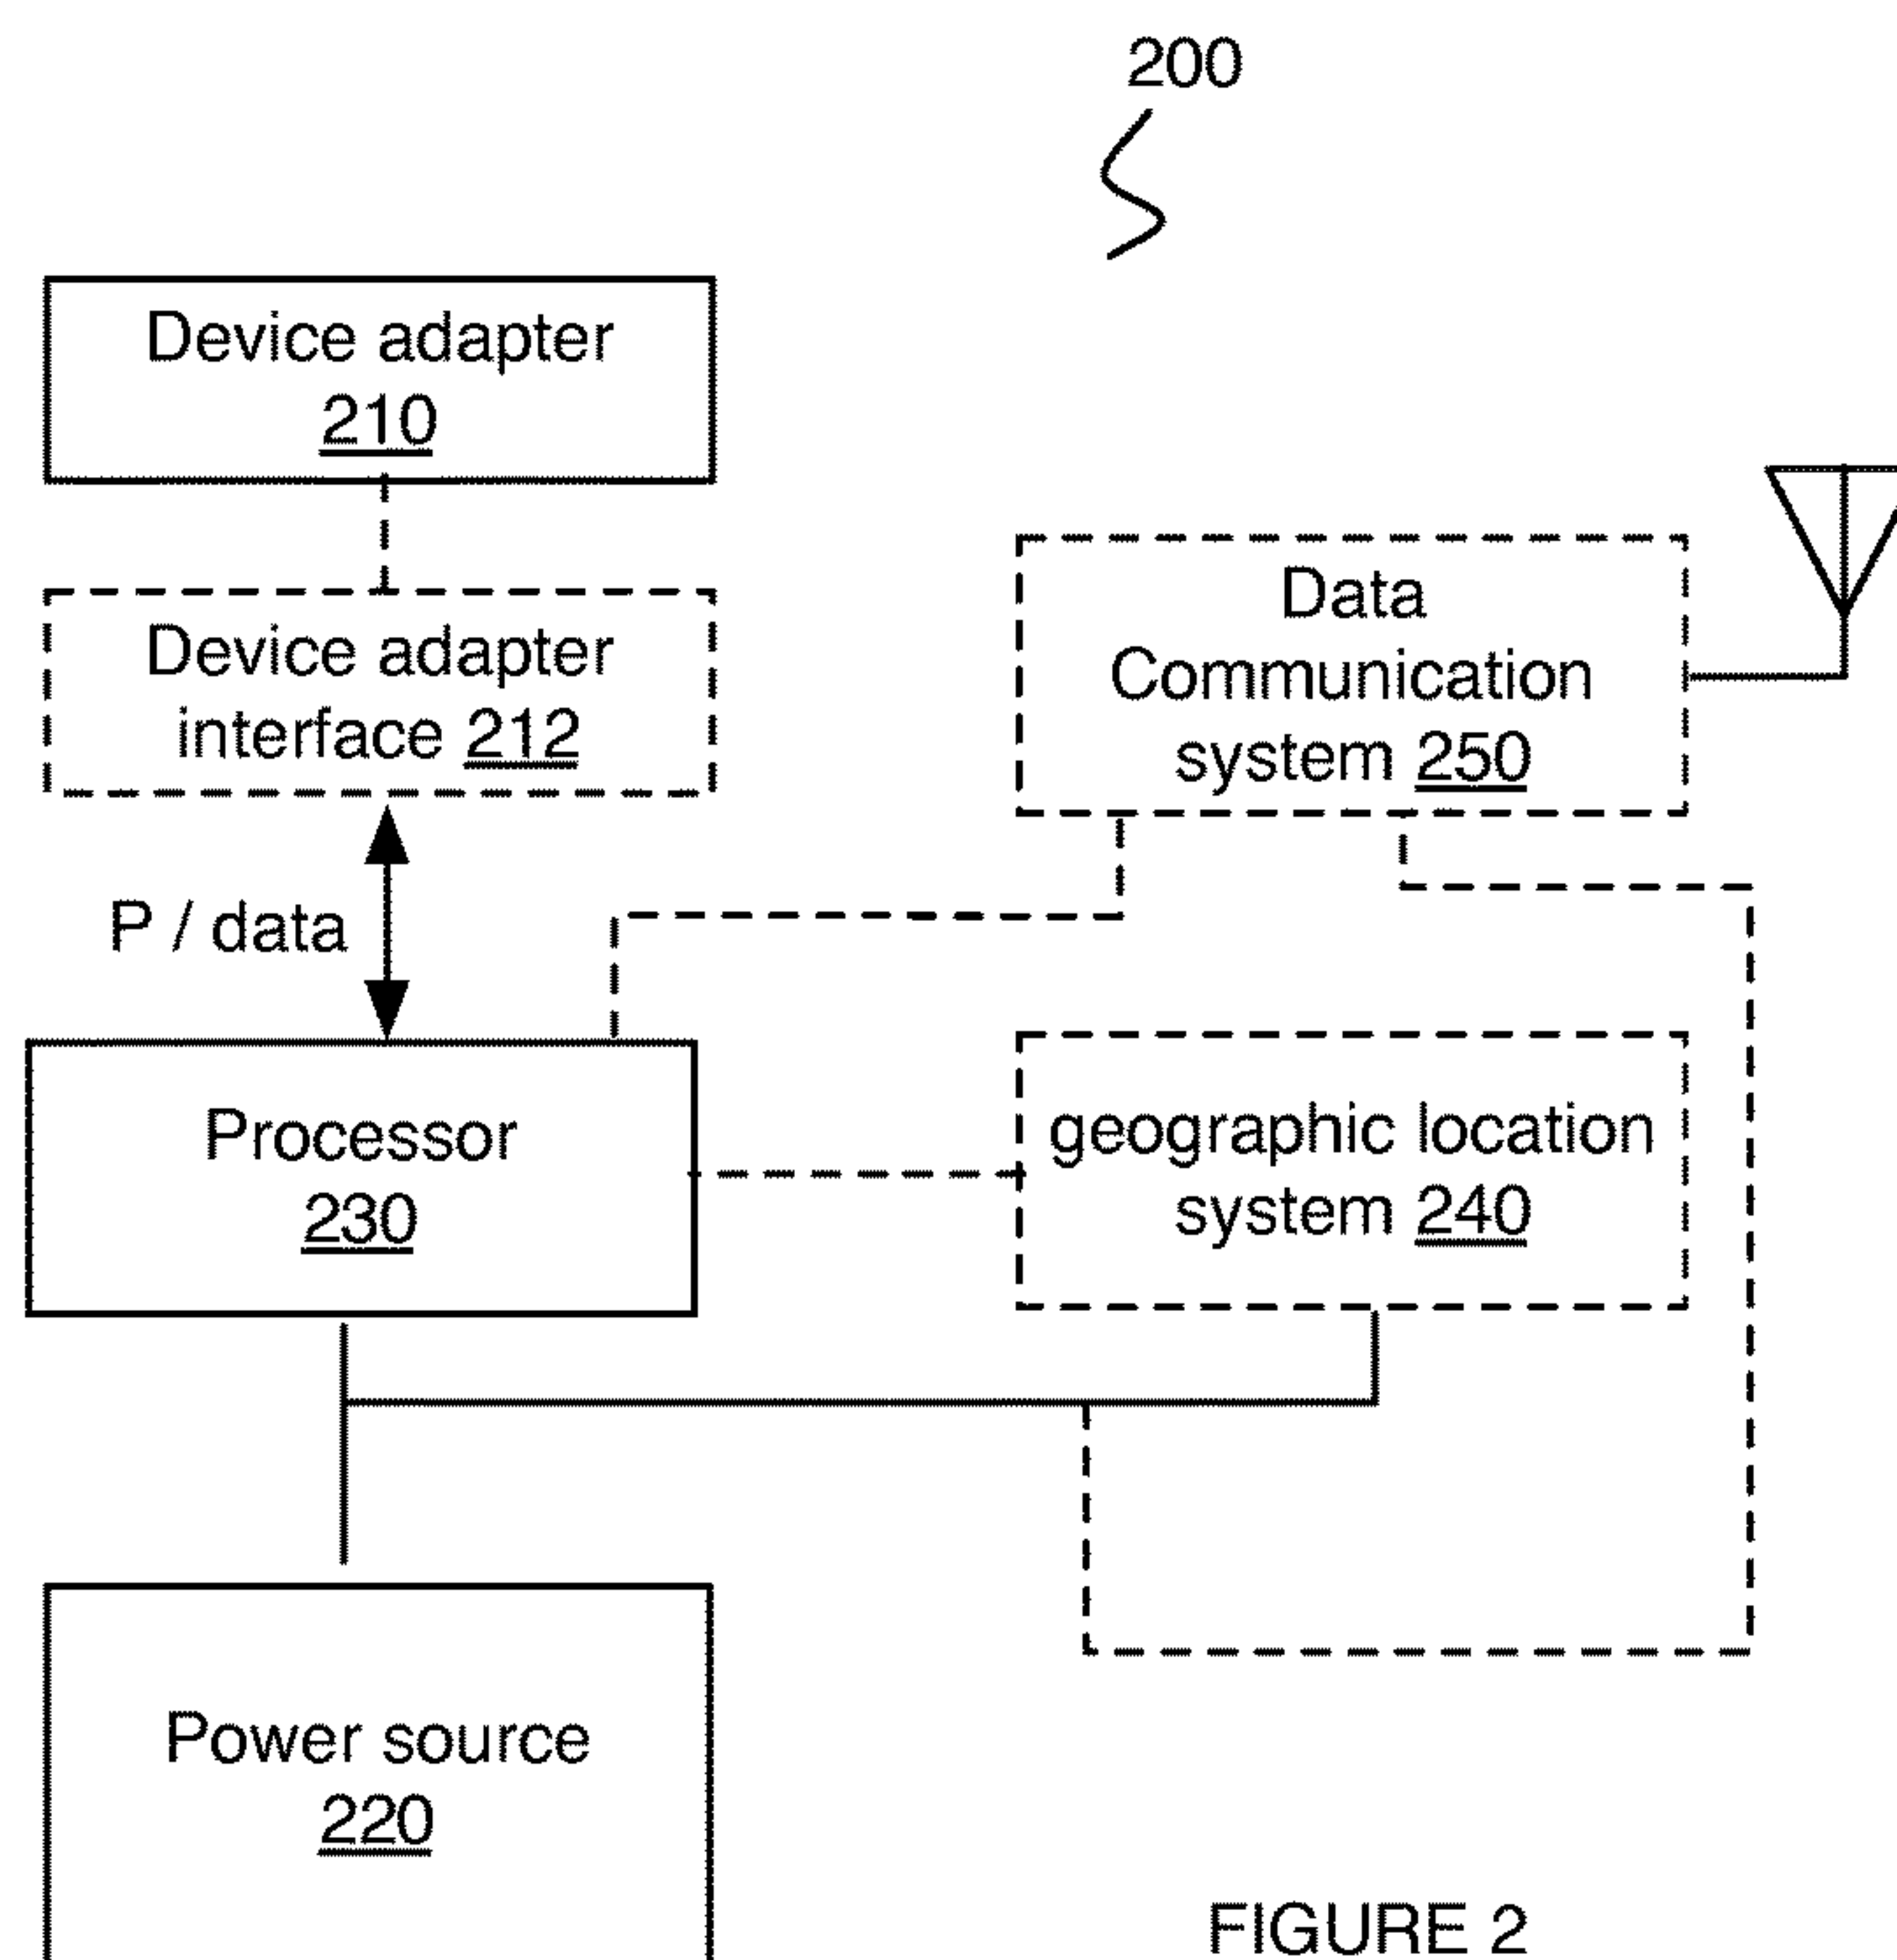 200
Device adapter
210
Device adapter
interface 212
Data
Communication
system 250
P / data
Processor
230
geographic location
system 240
Power source
220
FIGURE 2